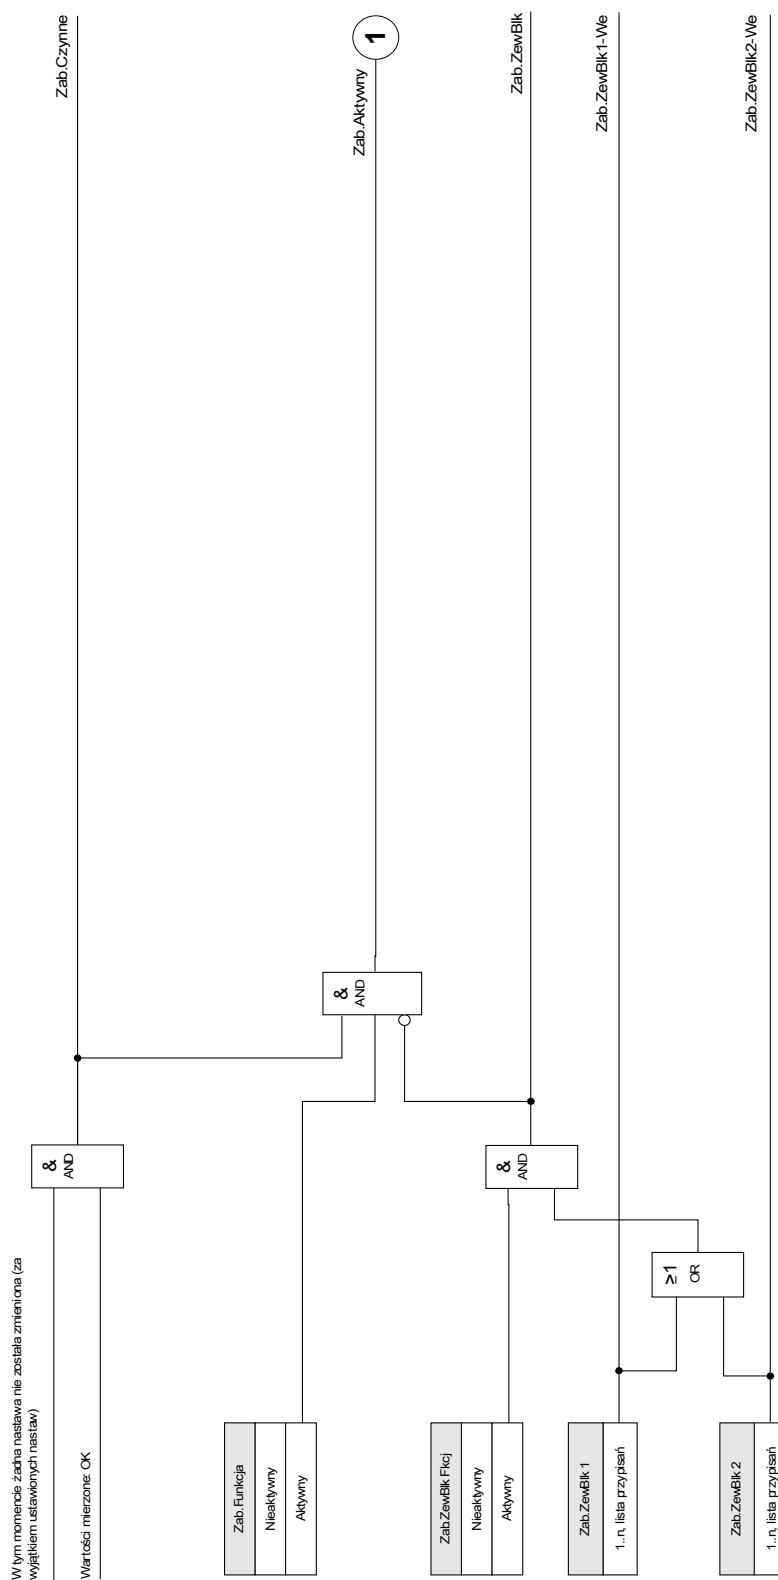 W tym momencie żadna nastawa nie została zmieniona (za
wyjątkiem ustawionych nastaw)
Wartości mierzone: OK
&
AND
Zab.Czynne
Zab.Funkcja
Nieaktywny
Aktywny
&
AND
Zab.Aktywny
1
Zab.ZewBlk Fkcj
Nieaktywny
Aktywny
&
AND
Zab.ZewBlk
Zab.ZewBlk 1
1..n, lista przypisań
Zab.ZewBlk1-We
≥1
OR
Zab.ZewBlk 2
1..n, lista przypisań
Zab.ZewBlk2-We